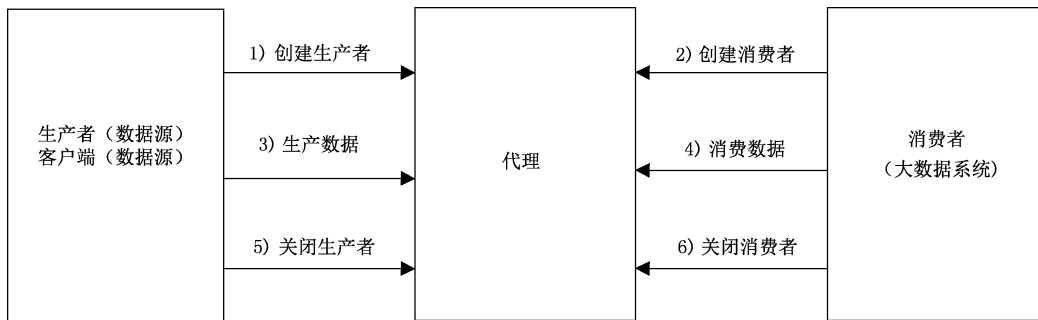 1) 创建生产者
2) 创建消费者
生产者（数据源）
客户端（数据源）
3) 生产数据
代理
4) 消费数据
消费者
（大数据系统)
5) 关闭生产者
6) 关闭消费者